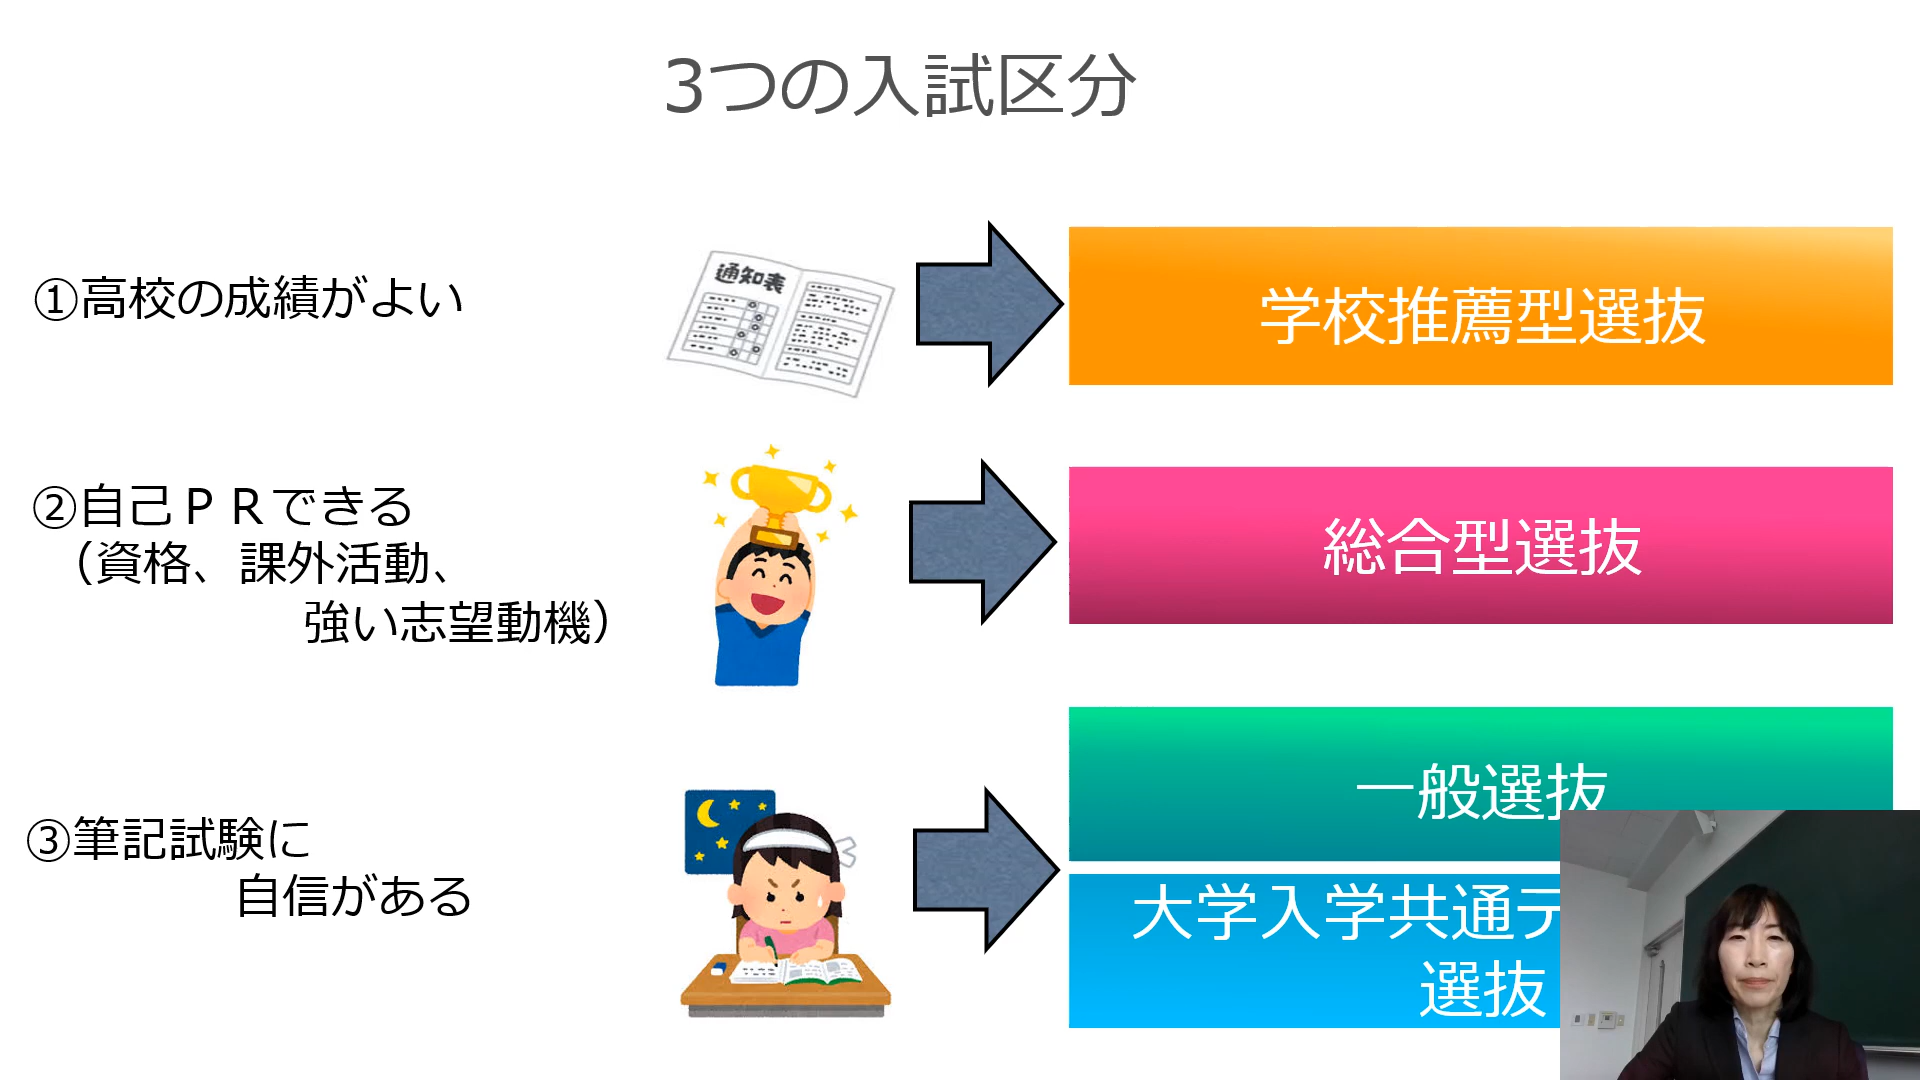 3つの入試区分
①高校の成績がよい
通知表
学校推薦型選抜
②自己ＰＲできる
（資格、課外活動、
強い志望動機）
総合型選抜
③筆記試験に
自信がある
一般選抜
大学入学共通テ
選抜